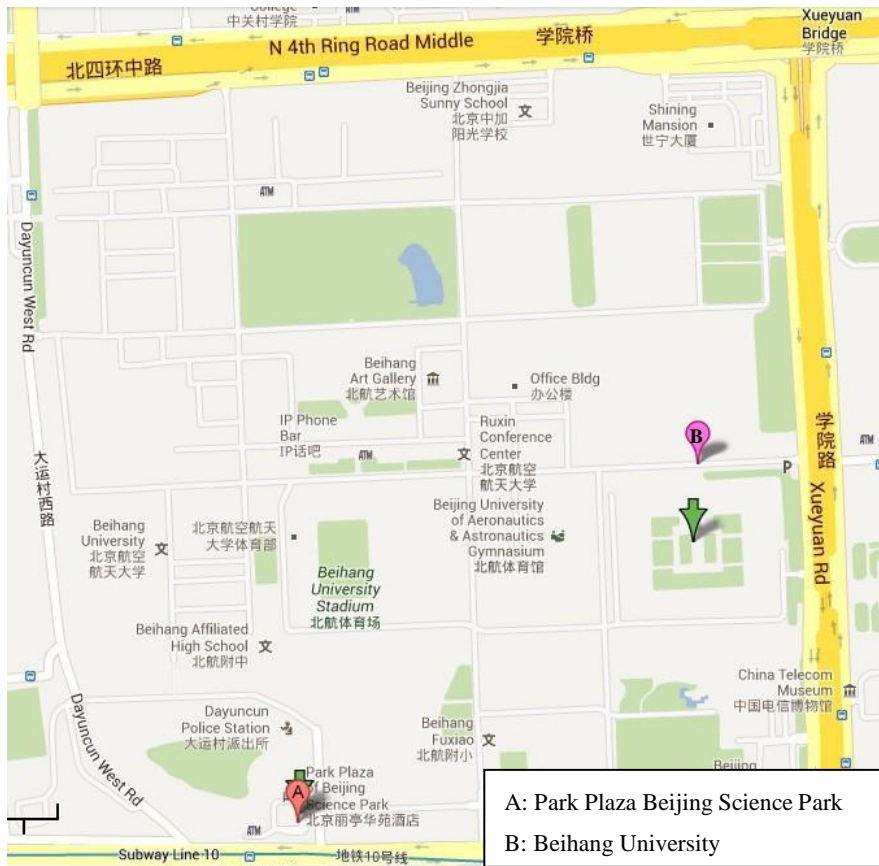 College
中关村学院
ATM
N 4th Ring Road Middle
学院桥
Xueyuan
Bridge
学院桥
北四环中路
Beijing Zhongjia
Sunny School
北京中加
阳光学校
文
Shining
Mansion
世宁大厦
ATM
Dayuncun West Rd
Beihang
Art Gallery
北航艺术馆
Office Bldg
办公楼
IP Phone
Bar
IP话吧
ATM
文
Ruxin
Conference
Center
北京航空
航天大学
B
P
ATM
学院路
Xueyuan Rd
大运村西路
Beihang
University
北京航空
航天大学
文
北京航空航天
大学体育部
Beijing University
of Aeronautics
& Astronautics
Gymnasium
北航体育馆
Beihang
University
Stadium
北航体育场
Beihang Affiliated
High School
北航附中
文
China Telecom
Museum
中国电信博物馆
Dayuncun West Rd
Dayuncun
Police Station
大运村派出所
Beihang
Fuxiao
北航附小
文
Beijing
A
Park Plaza
of Beijing
Science Park
北京丽亭华苑酒店
ATM
Subway Line 10
地铁10号线
A: Park Plaza Beijing Science Park
B: Beihang University